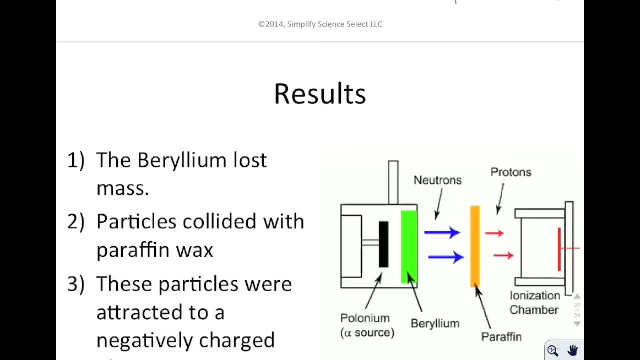 ©2014, Simplify Science Select LLC
Results
1) The Beryllium lost
mass.
2) Particles collided with
paraffin wax
3) These particles were
attracted to a
negatively charged
Neutrons
Protons
Polonium
(α source)
Beryllium
Paraffin
Ionization
Chamber